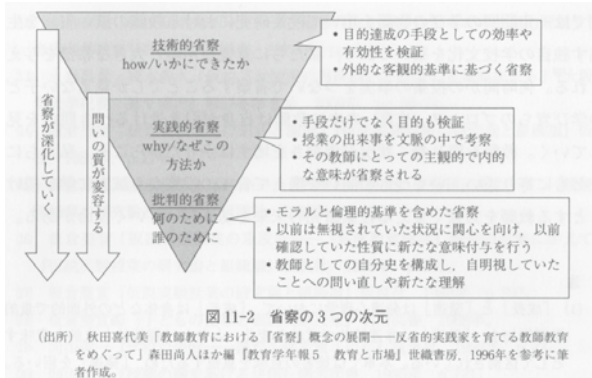 技術的省察
how/いかにできたか
・目的達成の手段としての効率や
有効性を検証
・外的な客観的基準に基づく省察
省察が深化していく
問いの質が変容する
実践的省察
why/なぜこの
方法か
・手段だけでなく目的も検証
・授業の出来事を文脈の中で考察
・その教師にとっての主観的で内的
な意味が省察される
批判的省察
何のために
誰のために
・モラルと倫理的基準を含めた省察
・以前は無視されていた状況に関心を向け，以前
確認していた性質に新たな意味付与を行う
・教師としての自分史を構成し，自明視していた
ことへの問い直しや新たな理解
図 11-2　省察の 3 つの次元
（出所）　秋田喜代美「教師教育における「省察」概念の展開──反省的実践家を育てる教師教育
をめぐって」森田尚人ほか編『教育学年報 5　教育と市場』世織書房，1996年を参考に筆
者作成。